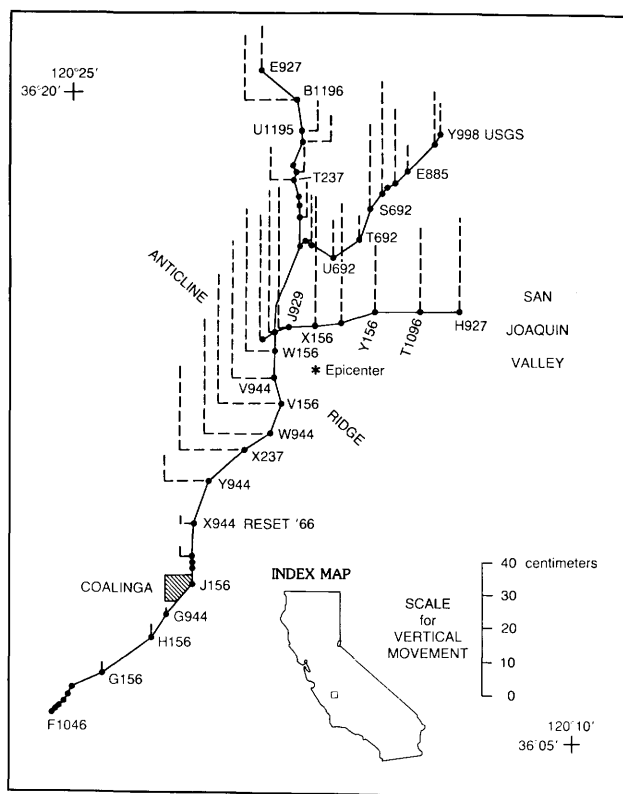 120°25'
36°20'
E927
B1196
U1195
T237
Y998 USGS
E885
S692
T692
U692
ANTICLINE
RIDGE
J929
X156
Y156
T1096
H927
SAN
JOAQUIN
VALLEY
W156
* Epicenter
V944
V156
W944
X237
Y944
X944 RESET '66
COALINGA
J156
G944
H156
G156
F1046
INDEX MAP
SCALE
for
VERTICAL
MOVEMENT
40 centimeters
30
20
10
0
120°10'
36°05'